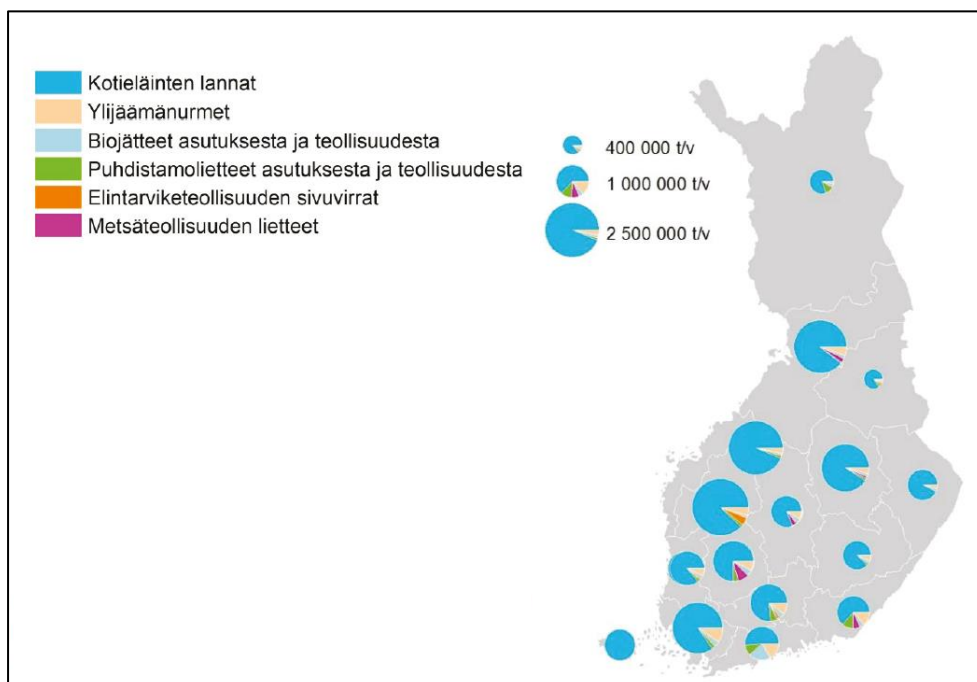 Kotieläinten lannat
Ylijäämänurmet
Biojätteet asutuksesta ja teollisuudesta
Puhdistamolietteet asutuksesta ja teollisuudesta
Elintarviketeollisuuden sivuvirrat
Metsäteollisuuden lietteet
400 000 t/v
1 000 000 t/v
2 500 000 t/v